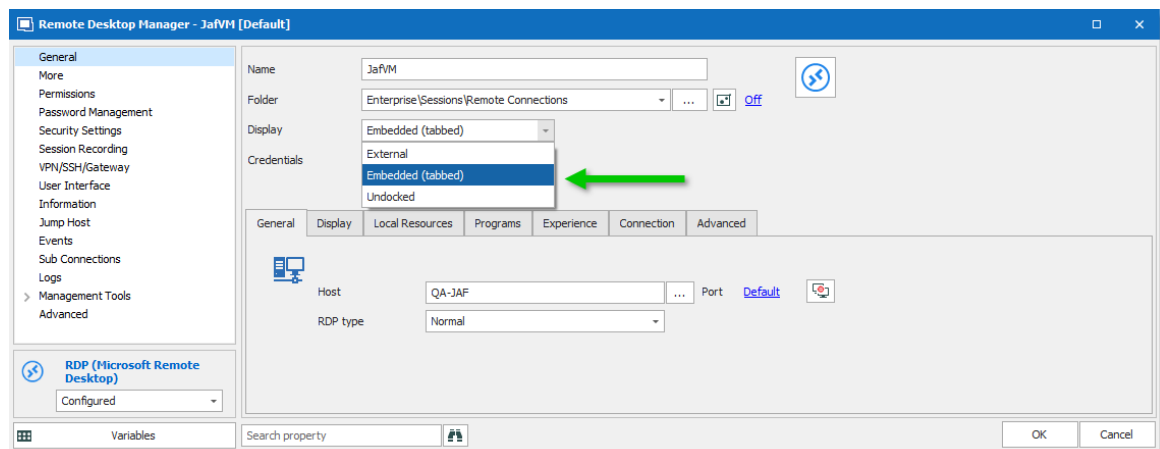 Remote Desktop Manager - JafVM [Default]
General
More
Permissions
Password Management
Security Settings
Session Recording
VPN/SSH/Gateway
User Interface
Information
Jump Host
Events
Sub Connections
Logs
Management Tools
Advanced
RDP (Microsoft Remote
Desktop)
Configured
Variables
Name JafVM
Folder Enterprise\Sessions\Remote Connections ... Off
Display Embedded (tabbed)
External
Credentials
Embedded (tabbed)
Undocked
General Display Local Resources Programs Experience Connection Advanced
Host QA-JAF ... Port Default
RDP type Normal
Search property
OK Cancel